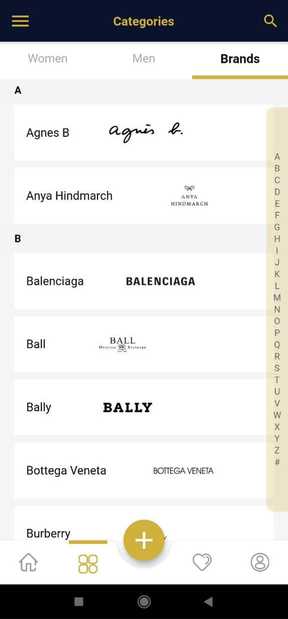 Categories
Women Men Brands
A
Agnes B agnès b.
Anya Hindmarch ANYA
HINDMARCH
B
Balenciaga BALENCIAGA
Ball BALL
Bally BALLY
Bottega Veneta BOTTEGA VENETA
Burberry
A
B
C
D
E
F
G
H
I
J
K
L
M
N
O
P
Q
R
S
T
U
V
W
X
Y
Z
#